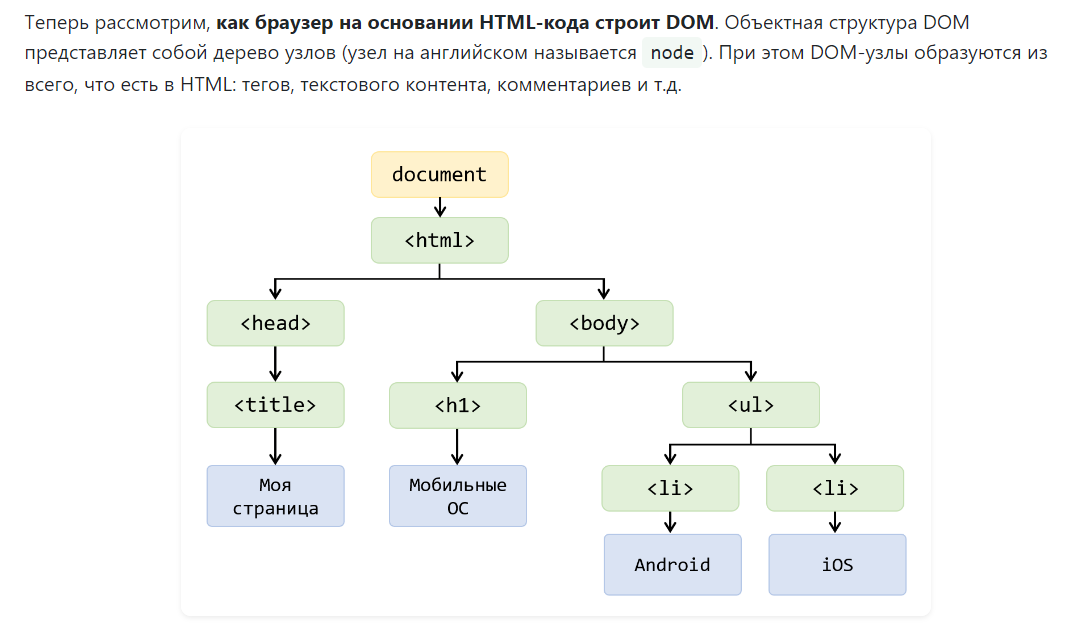 Теперь рассмотрим, как браузер на основании HTML-кода строит DOM. Объектная структура DOM
представляет собой дерево узлов (узел на английском называется node ). При этом DOM-узлы образуются из
всего, что есть в HTML: тегов, текстового контента, комментариев и т.д.
document
<html>
<head>
<body>
<title>
<h1>
<ul>
Моя
страница
Мобильные
ОС
<li>
<li>
Android
iOS